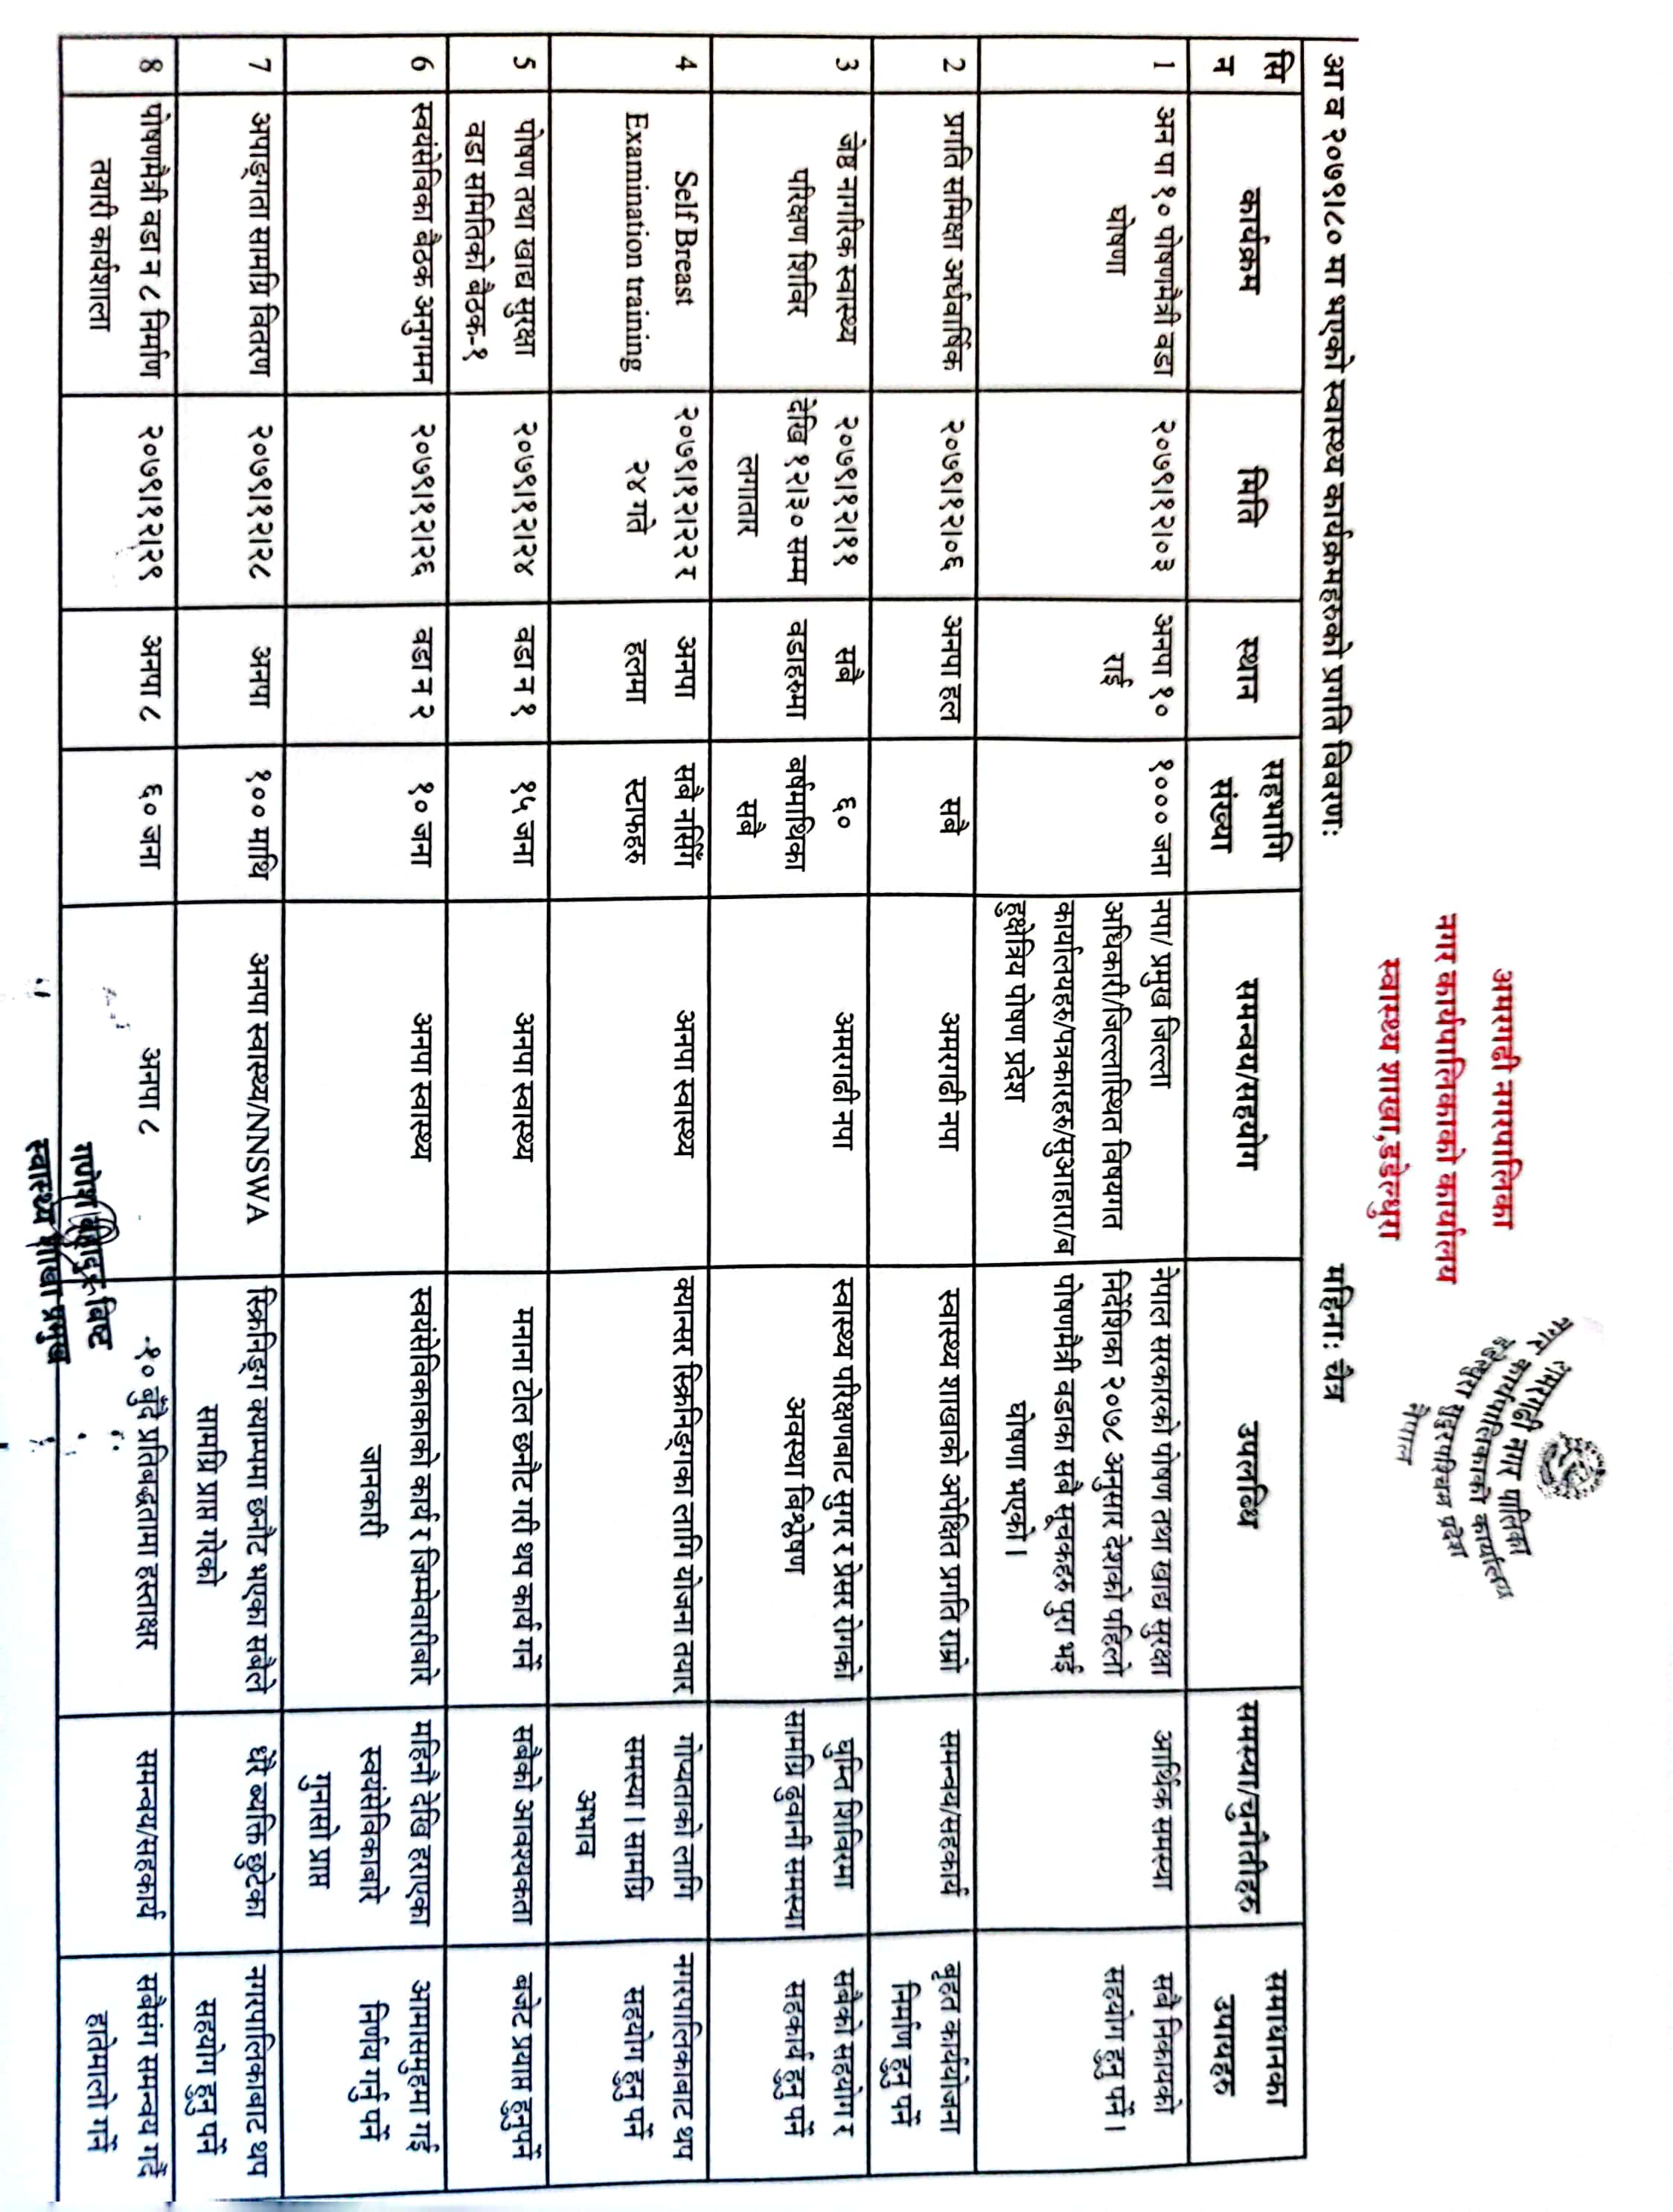 अमरगढी नगर पालिका
नगर कार्यपालिकाको कार्यालय
डडेल्धुरा सुदुरपश्चिम प्रदेश
नेपाल
अमरगढी नगरपालिका
नगर कार्यपालिकाको कार्यालय
स्वास्थ्य शाखा,डडेल्धुरा
आ व २०७९।८० मा भएको स्वास्थ्य कार्यक्रमहरुको प्रगति विवरण: महिना: चैत्र
सि न कार्यक्रम मिति स्थान सहभागि संख्या समन्वय/सहयोग उपलब्धि समस्या/चुनौतीहरु समाधानका उपायहरु
1 अन पा १० पोषणमैत्री वडा २०७९।१२।०३ अनपा १० १००० जना नपा/ प्रमुख जिल्ला नेपाल सरकारको पोषण तथा खाद्य सुरक्षा आर्थिक समस्या सबै निकायको
घोषणा राई अधिकारी/जिल्लास्थित विषयगत निर्देशिका २०७८ अनुसार देशको पहिलो सहयोग हुनु पर्ने ।
कार्यालयहरु/पत्रकारहरु/सुआहारा/ब पोषणमैत्री वडाका सबै सूचकहरु पुरा भई
हुक्षेत्रिय पोषण प्रदेश घोषणा भएको ।
2 प्रगति समिक्षा अर्धवार्षिक २०७९।१२।०६ अनपा हल सबै अमरगढी नपा स्वास्थ्य शाखाको अपेक्षित प्रगति राम्रो समन्वय/सहकार्य बृहत कार्ययोजना
निर्माण हुनु पर्ने
3 जेष्ठ नागरिक स्वास्थ्य २०७९।१२।११ सबै ६० अमरगढी नपा स्वास्थ्य परिक्षणबाट सुगर र प्रेसर रोगको घुम्ति शिविरमा सबैको सहयोग र
परिक्षण शिविर देखि १२।३० सम्म वडाहरुमा बर्षमाथिका अवस्था बिश्लेषण सामग्रि ढुवानी समस्या सहकार्य हुनु पर्ने
लगातार सबै
4 Self Breast २०७९।१२।२२ र अनपा सबै नर्सिँग अनपा स्वास्थ्य क्यान्सर स्क्रिनिङ्गका लागि योजना तयार गोप्यताको लागि नगरपालिकाबाट थप
Examination training २४ गते हलमा स्टाफहरु समस्या । सामग्रि सहयोग हुनु पर्ने
अभाव
5 पोषण तथा खाद्य सुरक्षा २०७९।१२।२४ वडा न १ १५ जना अनपा स्वास्थ्य मनाना टोल छनौट गरी थप कार्य गर्ने सबैको आवश्यकता बजेट प्रयाप्त हुनुपर्ने
वडा समितिको बैठक-१
6 स्वयंसेविका बैठक अनुगमन २०७९।१२।२६ वडा न २ १० जना अनपा स्वास्थ्य स्वयंसेविकाकाको कार्य र जिम्मेवारीबारे महिनौ देखि हराएका आमासमुहमा गई
जानकारी स्वयंसेविकाबारे निर्णय गर्नु पर्ने
गुनासो प्राप्त
7 अपाङ्गता सामग्रि वितरण २०७९।१२।२८ अनपा १०० माथि अनपा स्वास्थ्य/NNSWA स्क्रिनिङ्ग क्याम्पमा छनौट भएका सबैले धेरै ब्यक्ति छुटेका नगरपालिकाबाट थप
सामग्रि प्राप्त गरेको सहयोग हुनु पर्ने
8 पोषणमैत्री वडा न ८ निर्माण २०७९।१२।२९ अनपा ८ ६० जना अनपा ८ -१० बुँदै प्रतिबद्धतामा हस्ताक्षर समन्वय/सहकार्य सबैसंग समन्वय गर्दै
तयारी कार्यशाला हातेमालो गर्ने
गणेश बहादुर बिष्ट
स्वास्थ्य शाखा प्रमुख